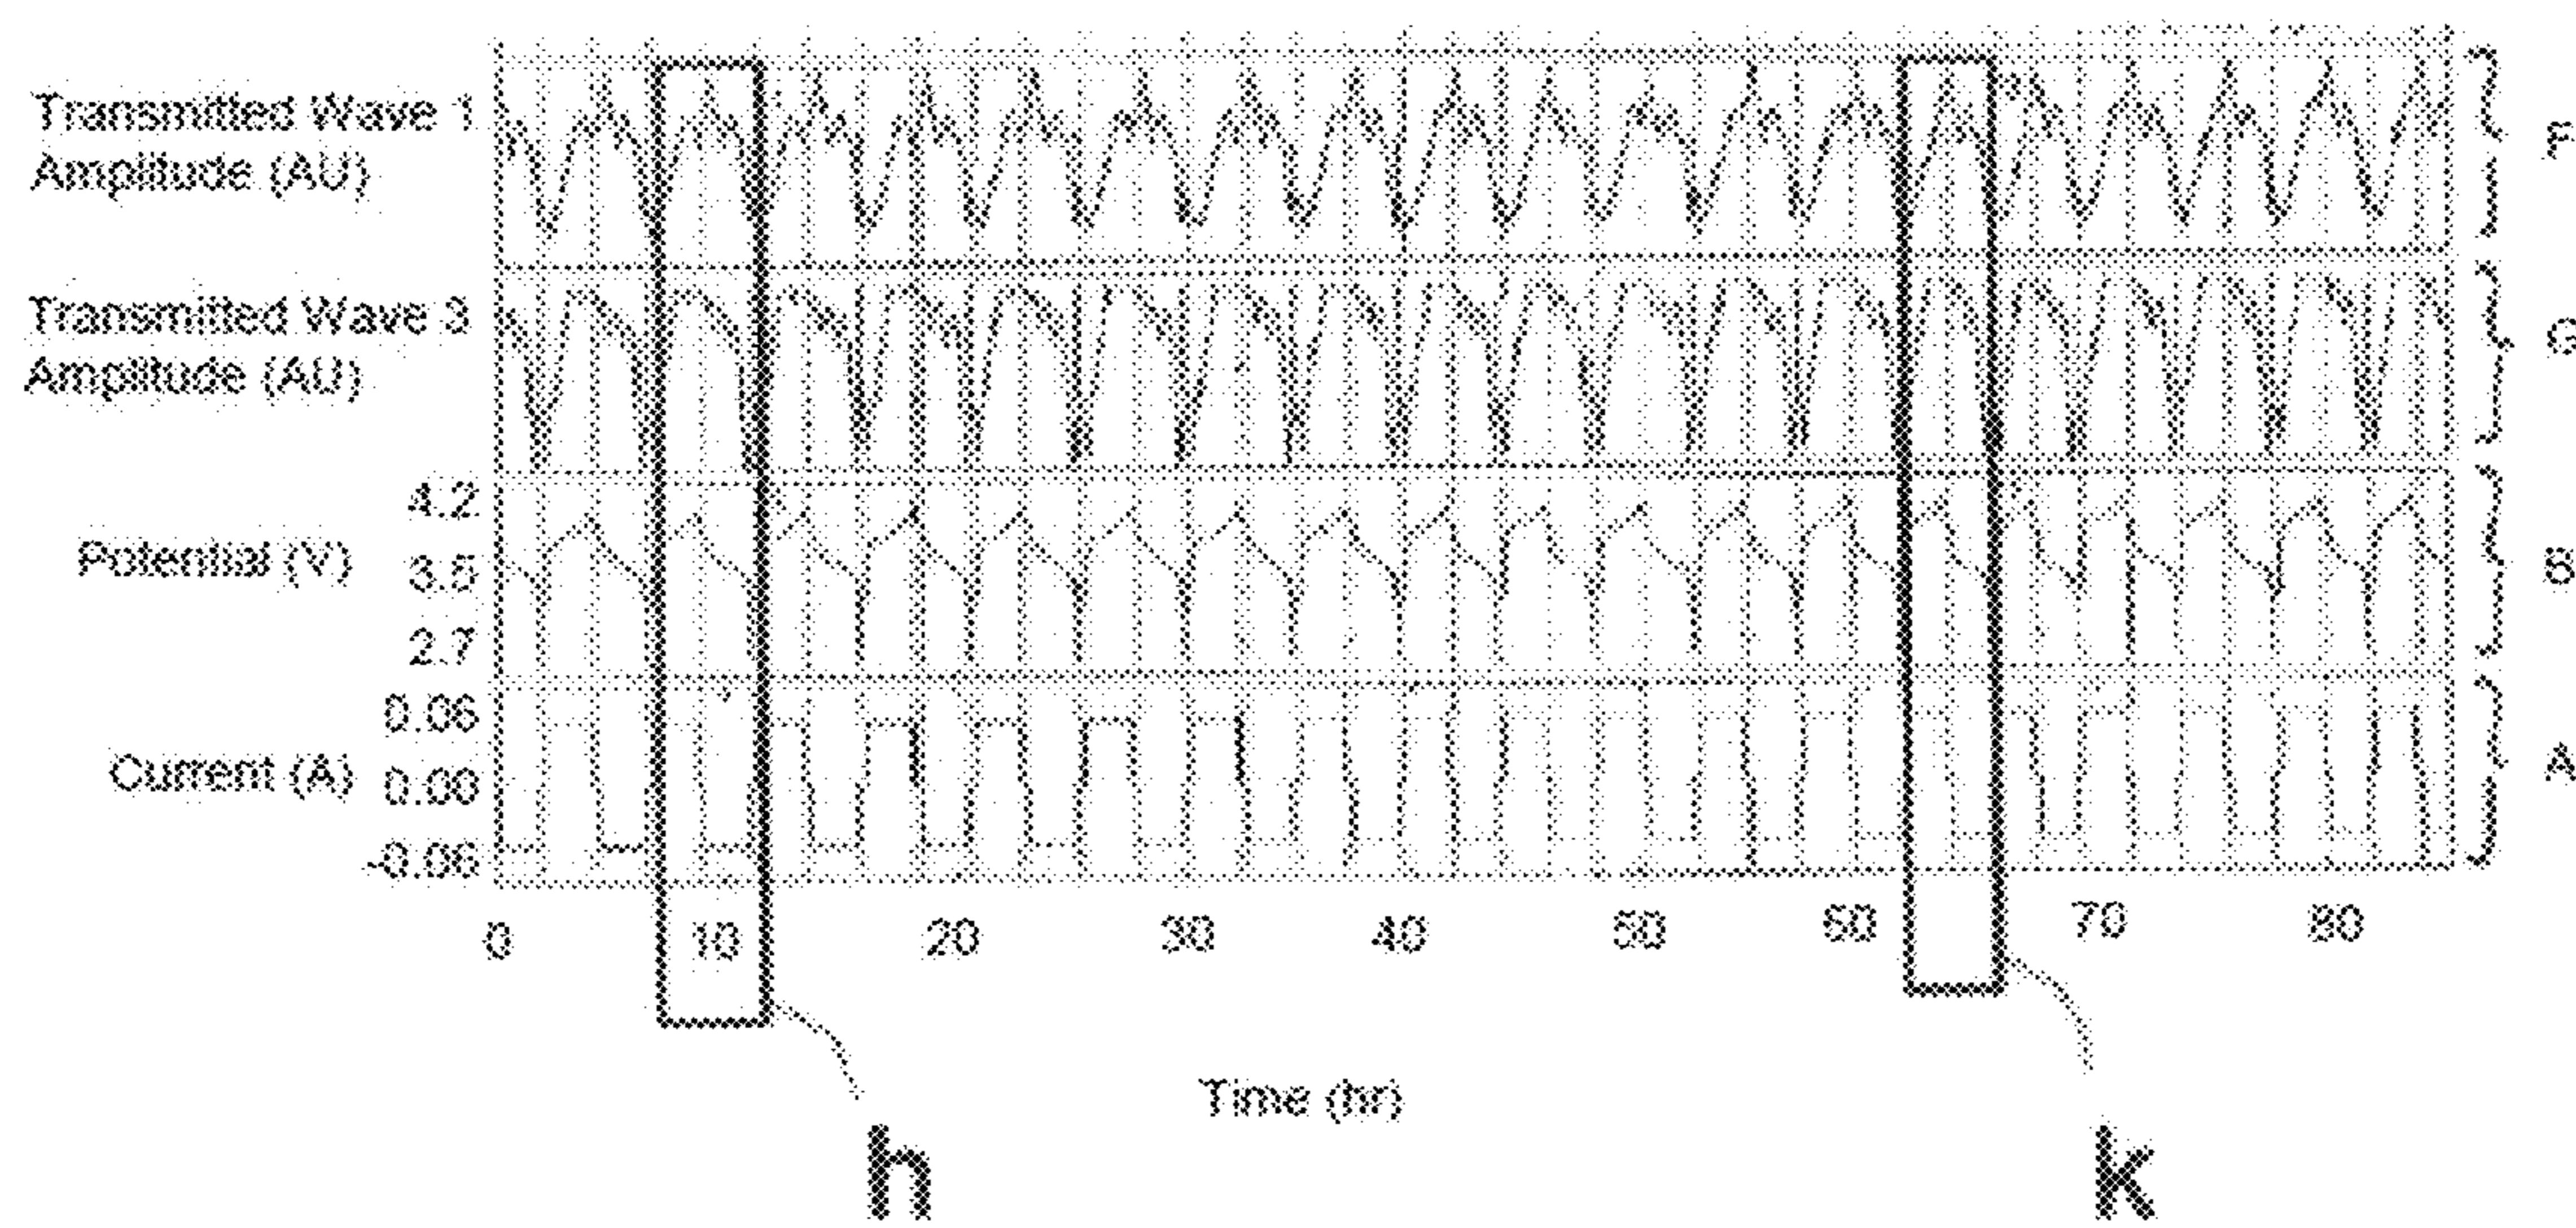 Transmitted Wave 1
Amplitude (AU)
F
Transmitted Wave 3
Amplitude (AU)
G
4.2
Potential (V)
3.5
2.7
B
0.06
Current (A)
0.00
-0.06
A
0 10 20 30 40 50 60 70 80
Time (hr)
h k